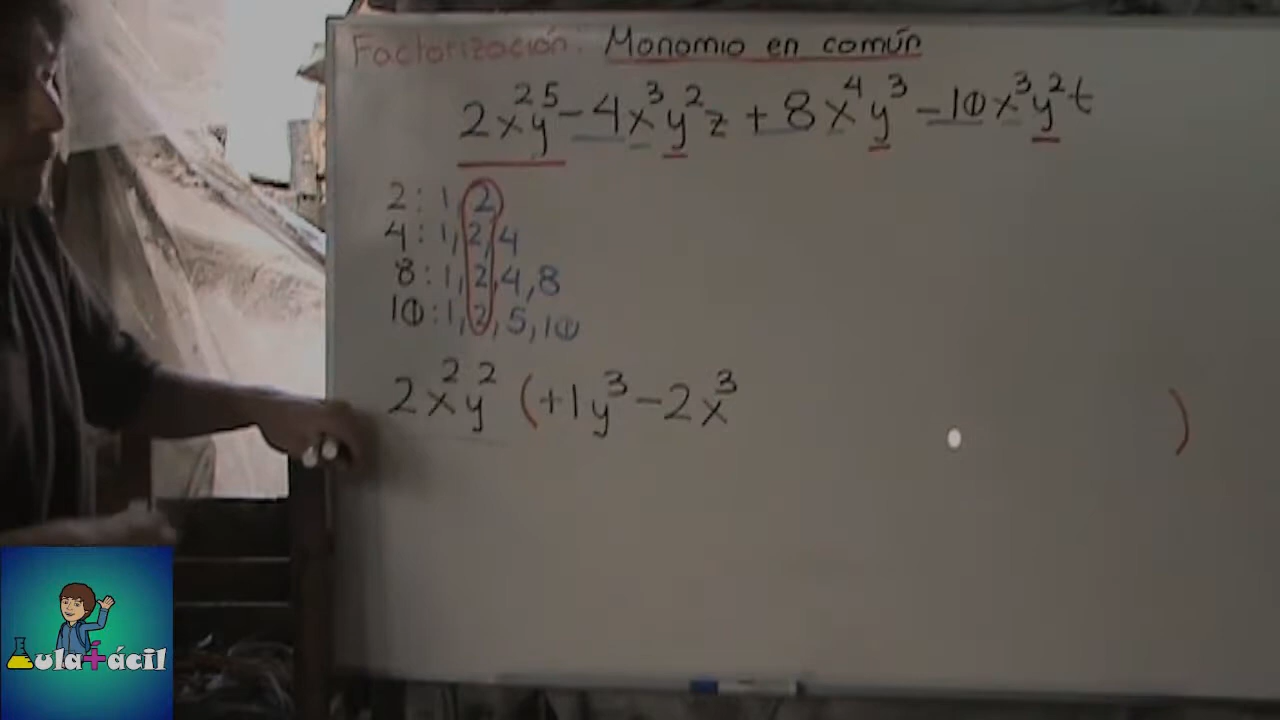 Factorización: Monomio en común
2x²y⁵ - 4x³y²z + 8x⁴y³ - 10x³y²t
2: 1, 2
4: 1, 2, 4
8: 1, 2, 4, 8
10: 1, 2, 5, 10
2x²y² (+1y³ - 2x³ )
Aula+ácil